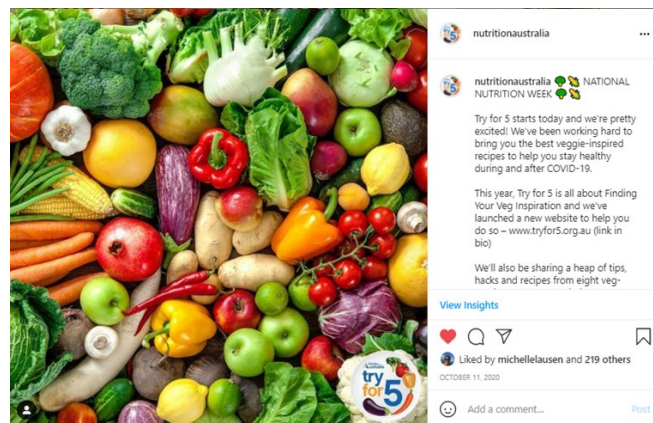 nutritionaustralia
nutritionaustralia 🥦🌽 NATIONAL
NUTRITION WEEK 🥦🌽
Try for 5 starts today and we're pretty
excited! We've been working hard to
bring you the best veggie-inspired
recipes to help you stay healthy
during and after COVID-19.
This year, Try for 5 is all about Finding
Your Veg Inspiration and we've
launched a new website to help you
do so – www.tryfor5.org.au (link in
bio)
We'll also be sharing a heap of tips,
hacks and recipes from eight veg-
View Insights
Liked by michellelausen and 219 others
OCTOBER 11, 2020
Add a comment... Post
try
for 5